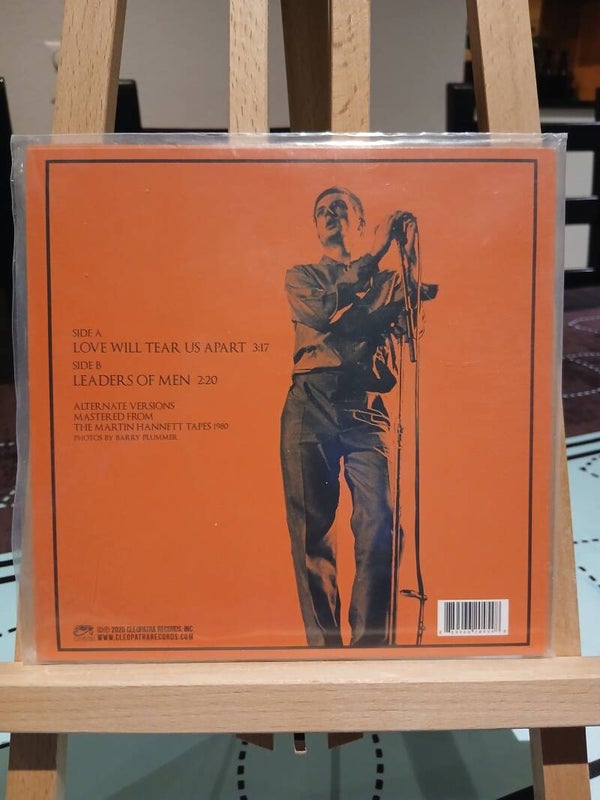 SIDE A
LOVE WILL TEAR US APART 3:17
SIDE B
LEADERS OF MEN 2:20
ALTERNATE VERSIONS
MASTERED FROM
THE MARTIN HANNETT TAPES 1980
PHOTOS BY BARRY PLUMMER
℗© 2020 CLEOPATRA RECORDS, INC
WWW.CLEOPATRARECORDS.COM